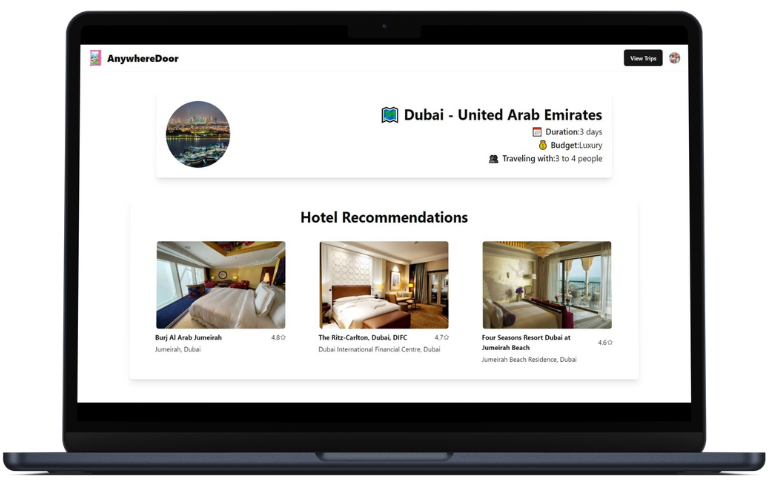 AnywhereDoor
View Trips
Dubai - United Arab Emirates
Duration:3 days
Budget:Luxury
Traveling with:3 to 4 people
Hotel Recommendations
Burj Al Arab Jumeirah 4.8☆
Jumeirah, Dubai
The Ritz-Carlton, Dubai, DIFC 4.7☆
Dubai International Financial Centre, Dubai
Four Seasons Resort Dubai at
Jumeirah Beach 4.6☆
Jumeirah Beach Residence, Dubai